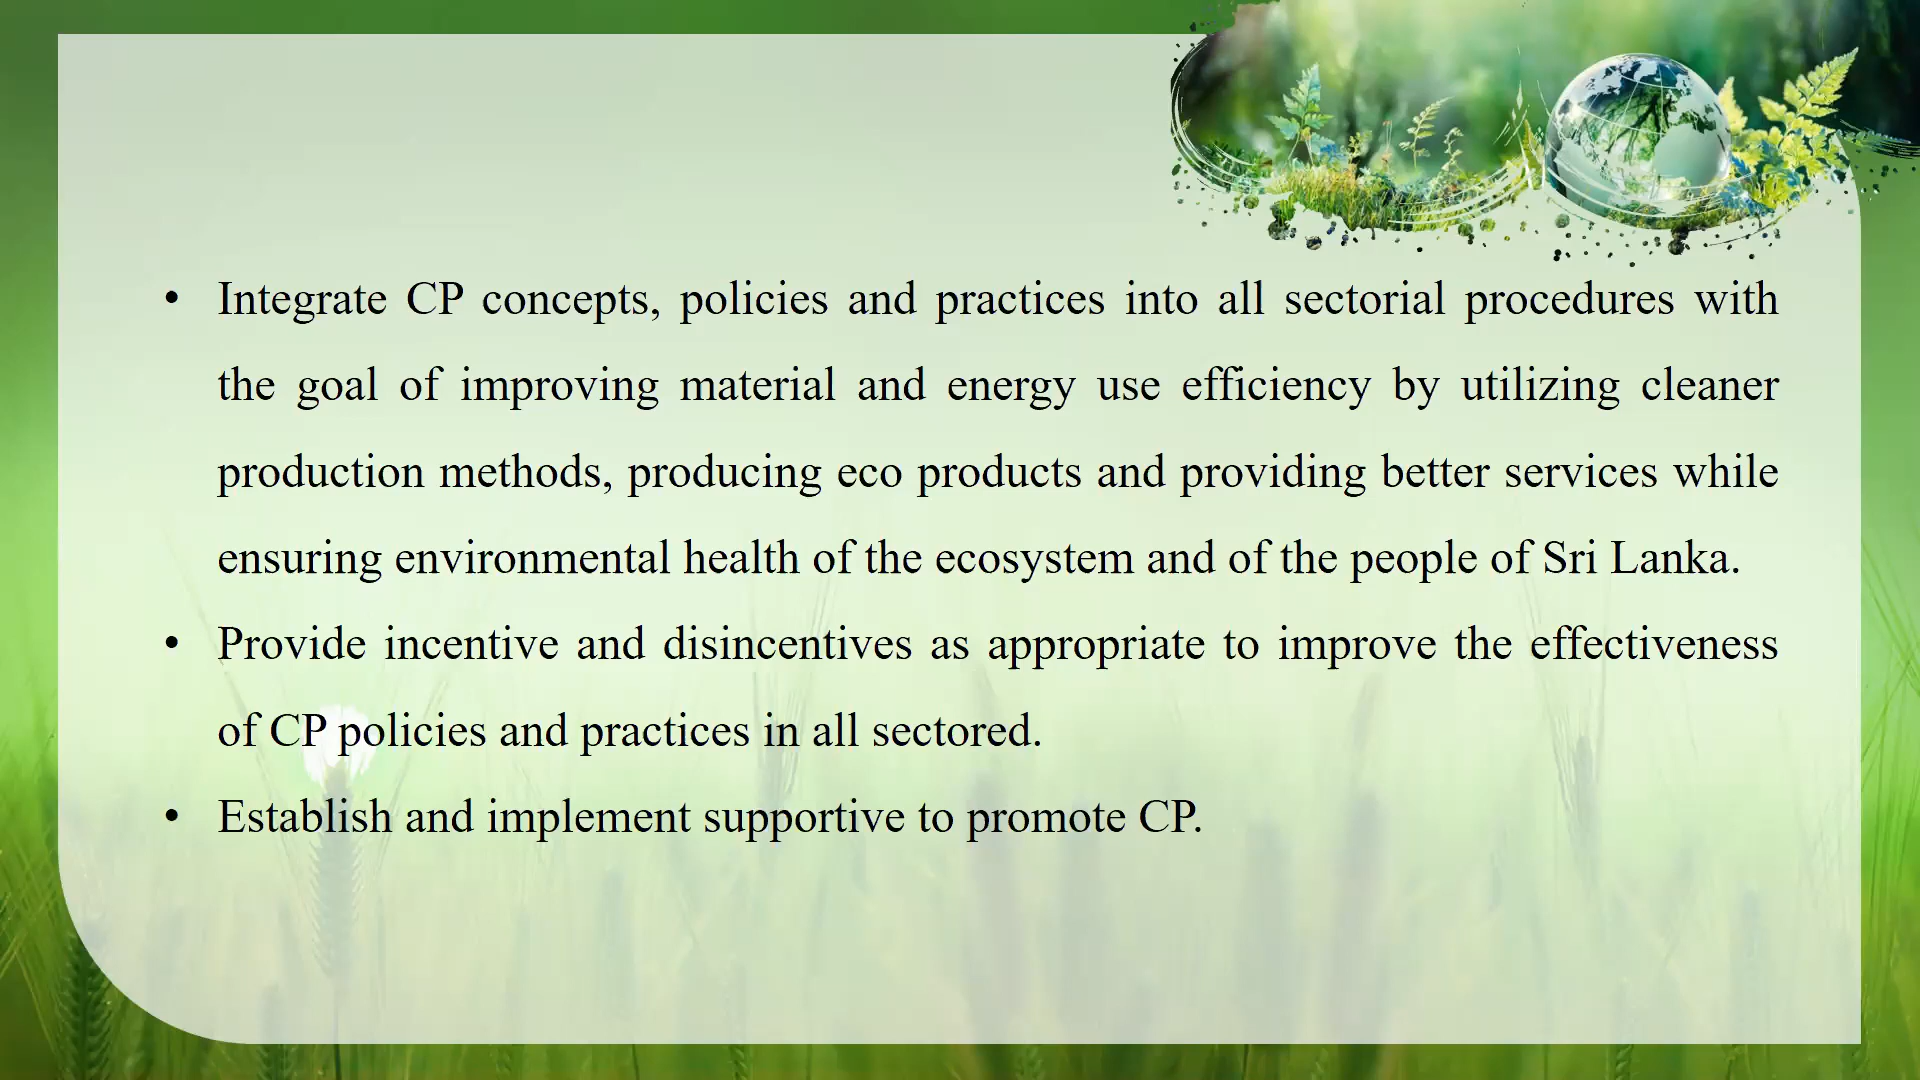 • Integrate CP concepts, policies and practices into all sectorial procedures with
the goal of improving material and energy use efficiency by utilizing cleaner
production methods, producing eco products and providing better services while
ensuring environmental health of the ecosystem and of the people of Sri Lanka.
• Provide incentive and disincentives as appropriate to improve the effectiveness
of CP policies and practices in all sectored.
• Establish and implement supportive to promote CP.